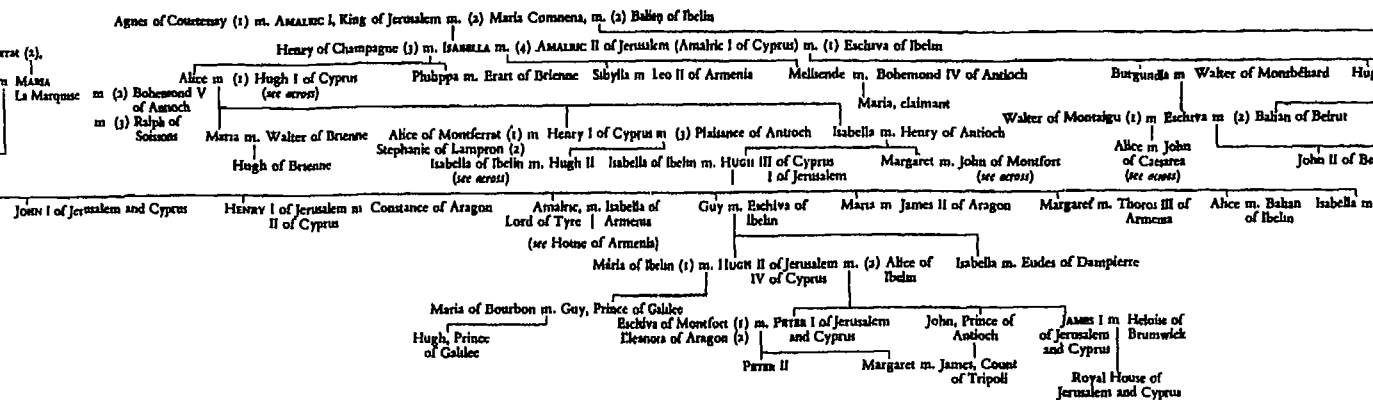 Agnes of Courtenay (1) m. AMALRIC I, King of Jerusalem m. (2) Maria Comnena, m. (2) Balian of Ibelin
rrat (2),
Henry of Champagne (3) m. ISABELLA m. (4) AMALRIC II of Jerusalem (Amalric I of Cyprus) m. (1) Eschiva of Ibelin
m MARIA
La Marquise
Alice m (1) Hugh I of Cyprus
(see across)
m (2) Bohemond V
of Antioch
m (3) Ralph of
Soissons
Philippa m. Erart of Brienne
Sibylla m Leo II of Armenia
Melisende m. Bohemond IV of Antioch
Maria, claimant
Burgundia m Walter of Montbéliard
Hug
Walter of Montaigu (1) m Eschiva m (2) Balian of Beirut
Maria m. Walter of Brienne
Hugh of Brienne
Alice of Montferrat (1) m Henry I of Cyprus m (3) Plaisance of Antioch
Stephanie of Lampron (2)
Isabella m. Henry of Antioch
Isabella of Ibelin m. Hugh II
(see across)
Isabella of Ibelin m. HUGH III of Cyprus
I of Jerusalem
Margaret m. John of Montfort
(see across)
Alice m John
of Caesarea
(see across)
John II of Be
JOHN I of Jerusalem and Cyprus
HENRY I of Jerusalem m Constance of Aragon
II of Cyprus
Amalric, m. Isabella of
Lord of Tyre Armenia
(see House of Armenia)
Guy m. Eschiva of
Ibelin
Maria m James II of Aragon
Margaret m. Thoros III of
Armenia
Alice m. Balian
of Ibelin
Isabella m
Maria of Ibelin (1) m. HUGH II of Jerusalem m. (2) Alice of
IV of Cyprus Ibelin
Isabella m. Eudes of Dampierre
Maria of Bourbon m. Guy, Prince of Galilee
Hugh, Prince
of Galilee
Eschiva of Montfort (1) m. PETER I of Jerusalem
Eleanora of Aragon (2) and Cyprus
John, Prince of
Antioch
JAMES I m Heloise of
of Jerusalem Brunswick
and Cyprus
PETER II
Margaret m. James, Count
of Tripoli
Royal House of
Jerusalem and Cyprus